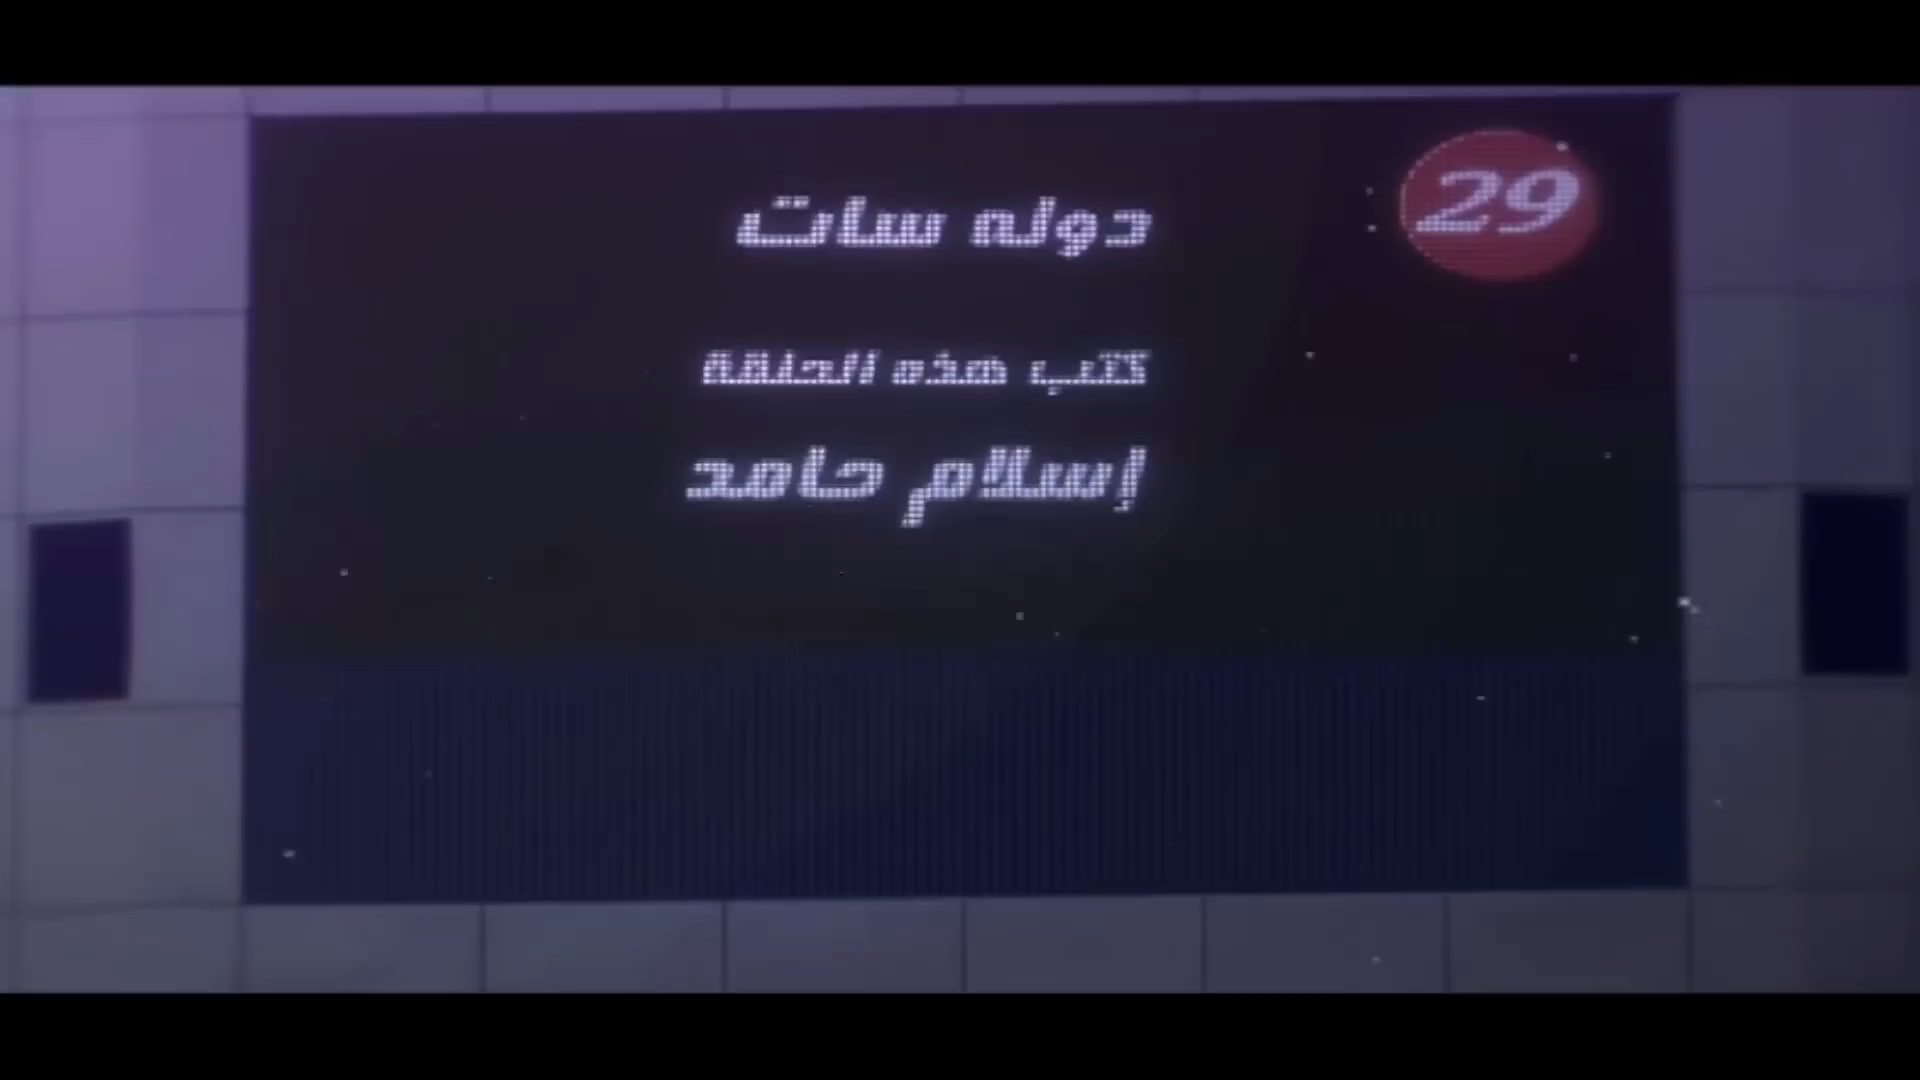 29
دوله سات
كتب هذه الحلقة
إسلام حامد